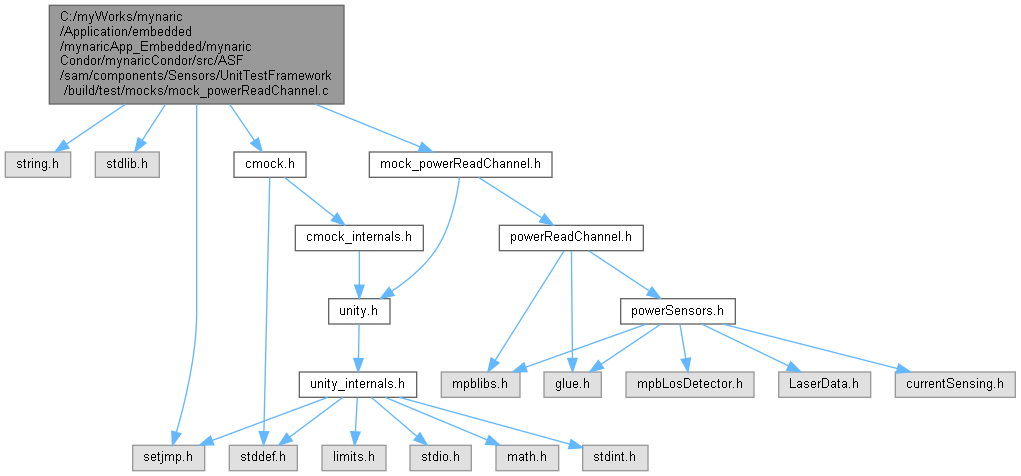 C:/myWorks/mynaric
/Application/embedded
/mynaricApp_Embedded/mynaric
Condor/mynaricCondor/src/ASF
/sam/components/Sensors/UnitTestFramework
/build/test/mocks/mock_powerReadChannel.c
string.h
stdlib.h
cmock.h
mock_powerReadChannel.h
cmock_internals.h
powerReadChannel.h
unity.h
powerSensors.h
unity_internals.h
mpblibs.h
glue.h
mpbLosDetector.h
LaserData.h
currentSensing.h
setjmp.h
stddef.h
limits.h
stdio.h
math.h
stdint.h